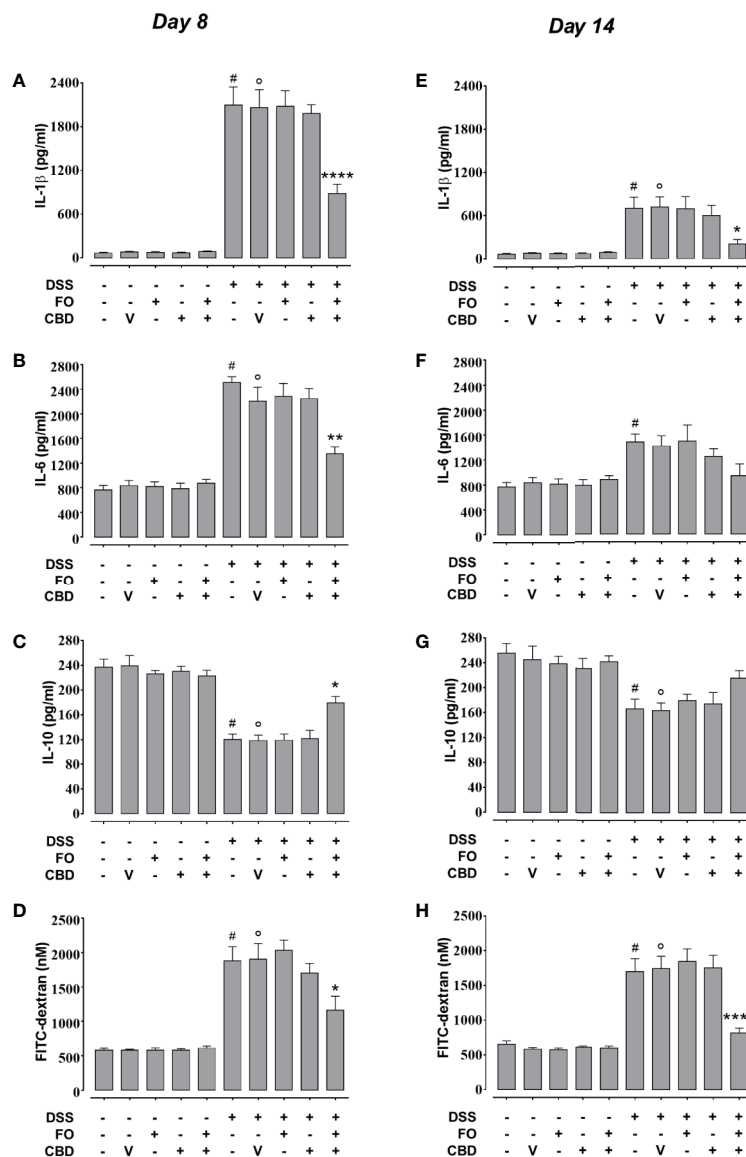 Day 8
A
IL-1β (pg/ml)
2400
1800
1200
600
0
# ° ****
DSS - - - - - + + + + +
FO - - + - + - - + - +
CBD - V - + + - V - + +
B
IL-6 (pg/ml)
2800
2400
2000
1600
1200
800
400
0
# ° **
DSS - - - - - + + + + +
FO - - + - + - - + - +
CBD - V - + + - V - + +
C
IL-10 (pg/ml)
280
240
200
160
120
80
40
0
# ° *
DSS - - - - - + + + + +
FO - - + - + - - + - +
CBD - V - + + - V - + +
D
FITC-dextran (nM)
2500
2000
1500
1000
500
0
# ° *
DSS - - - - - + + + + +
FO - - + - + - - + - +
CBD - V - + + - V - + +
Day 14
E
IL-1β (pg/ml)
2400
1800
1200
600
0
# ° *
DSS - - - - - + + + + +
FO - - + - + - - + - +
CBD - V - + + - V - + +
F
IL-6 (pg/ml)
2800
2400
2000
1600
1200
800
400
0
#
DSS - - - - - + + + + +
FO - - + - + - - + - +
CBD - V - + + - V - + +
G
IL-10 (pg/ml)
280
240
200
160
120
80
40
0
# °
DSS - - - - - + + + + +
FO - - + - + - - + - +
CBD - V - + + - V - + +
H
FITC-dextran (nM)
2500
2000
1500
1000
500
0
# ° ***
DSS - - - - - + + + + +
FO - - + - + - - + - +
CBD - V - + + - V - + +